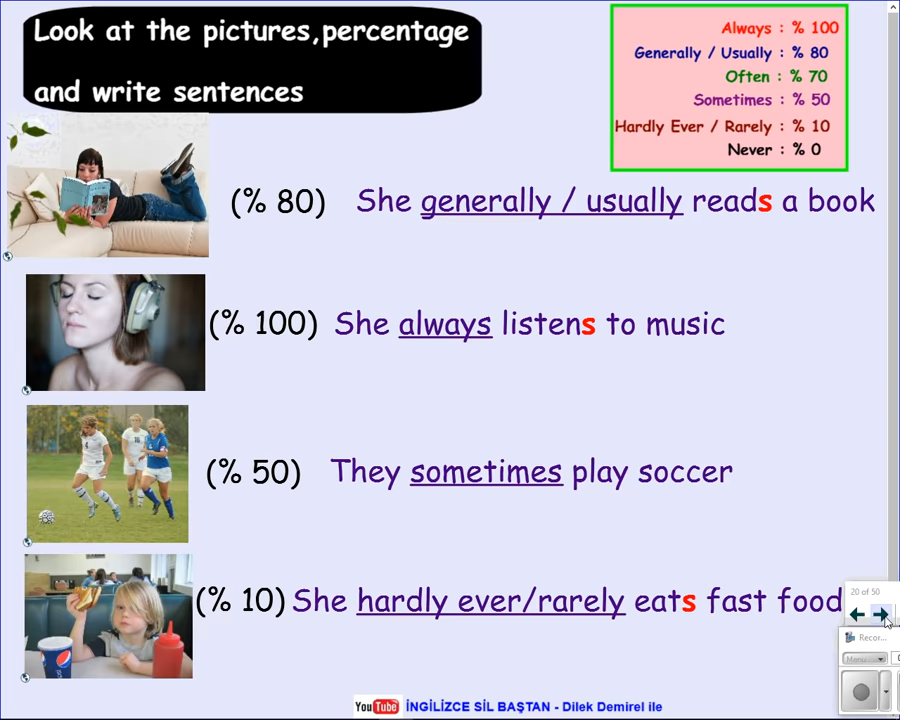 Look at the pictures,percentage
and write sentences
Always : % 100
Generally / Usually : % 80
Often : % 70
Sometimes : % 50
Hardly Ever / Rarely : % 10
Never : % 0
(% 80) She generally / usually reads a book
(% 100) She always listens to music
(% 50) They sometimes play soccer
(% 10) She hardly ever/rarely eats fast food
20 of 50
Recor...
Menu
YouTube İNGİLİZCE SİL BAŞTAN - Dilek Demirel ile